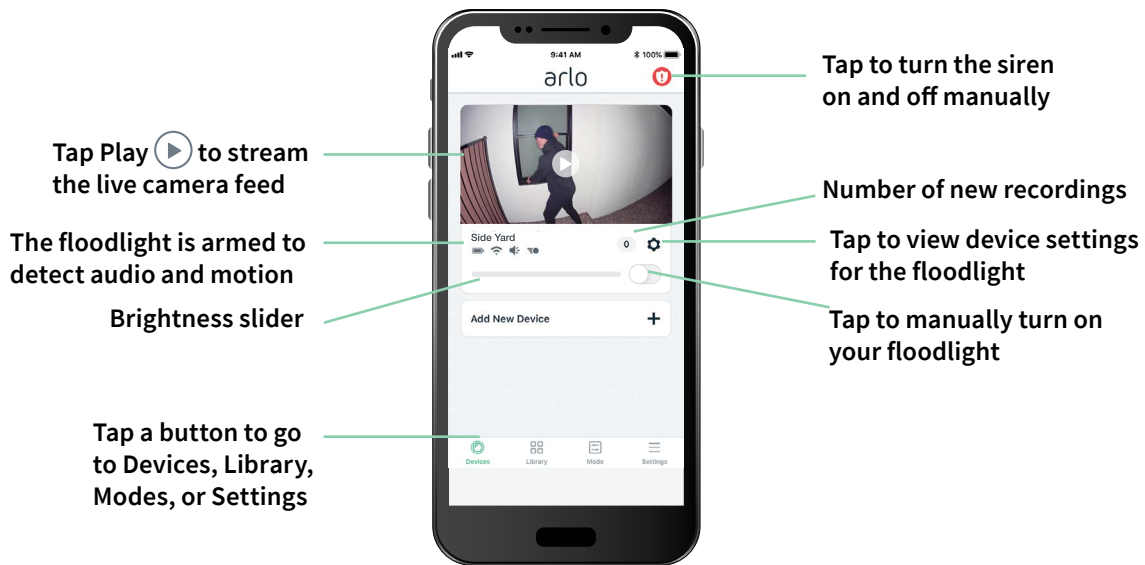 9:41 AM
100%
arlo
Tap to turn the siren
on and off manually
Tap Play to stream
the live camera feed
Number of new recordings
The floodlight is armed to
detect audio and motion
Side Yard
0
Tap to view device settings
for the floodlight
Brightness slider
Add New Device
Tap to manually turn on
your floodlight
Tap a button to go
to Devices, Library,
Modes, or Settings
Devices
Library
Mode
Settings